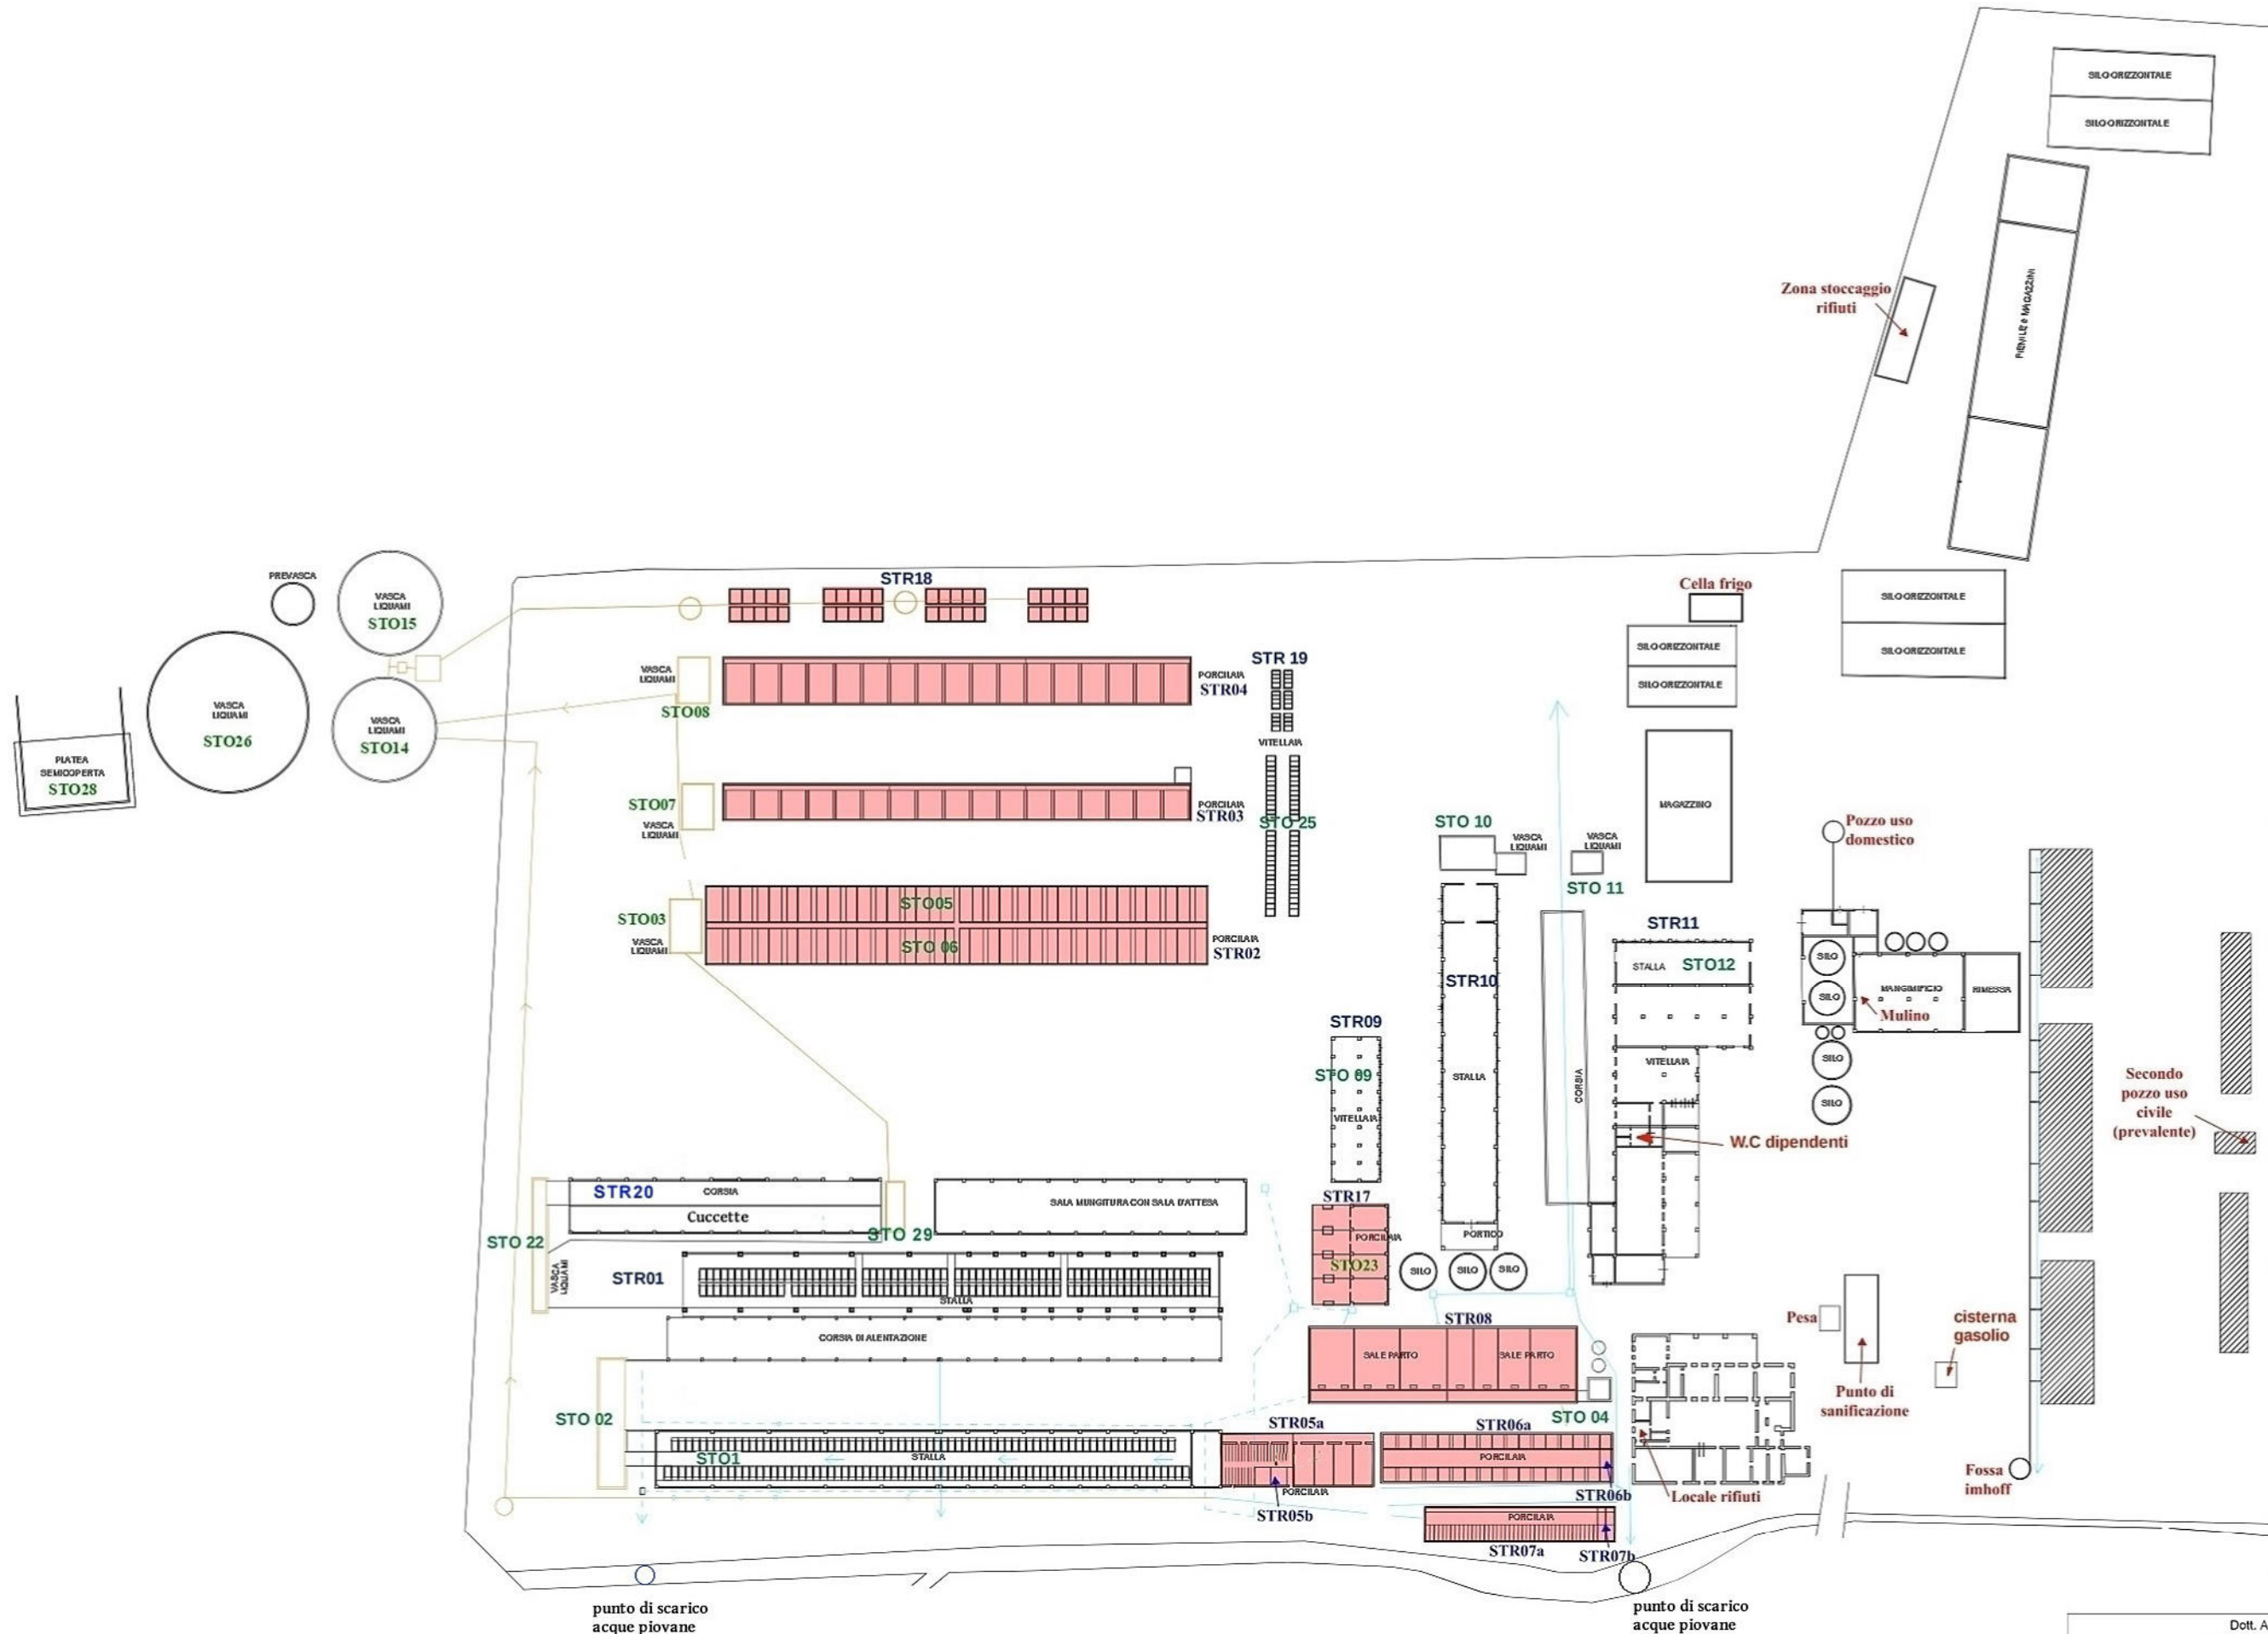 SILO ORIZZONTALE
SILO ORIZZONTALE
Zona stoccaggio
rifiuti
FIENILE e MAGAZZINI
PREVASCA
VASCA
LIQUAMI
STO15
STR18
Cella frigo
SILO ORIZZONTALE
SILO ORIZZONTALE
SILO ORIZZONTALE
SILO ORIZZONTALE
VASCA
LIQUAMI
STO26
VASCA
LIQUAMI
STO14
PLATEA
SEMICOPERTA
STO28
VASCA
LIQUAMI
STO08
PORCILAIA
STR04
STR 19
VITELLAIA
STO07
VASCA
LIQUAMI
PORCILAIA
STR03
STO 25
STO 10
VASCA
LIQUAMI
VASCA
LIQUAMI
STO 11
MAGAZZINO
Pozzo uso
domestico
STO03
VASCA
LIQUAMI
STO05
STO 06
PORCILAIA
STR02
STR10
STALLA
CORSIA
STR11
STALLA
STO12
VITELLAIA
SILO
SILO
MANGIMIFICIO
RIMESSA
Mulino
SILO
SILO
STR09
STO 09
VITELLAIA
W.C dipendenti
Secondo
pozzo uso
civile
(prevalente)
STR20
CORSIA
Cuccette
SALA MUNGITURA CON SALA D'ATTESA
STO 22
VASCA
LIQUAMI
STO 29
STR17
PORCILAIA
STO23
PORTICO
SILO
SILO
SILO
STR01
STALLA
CORSIA DI ALENTAZIONE
STR08
SALE PARTO
SALE PARTO
Pesa
Punto di
sanificazione
cisterna
gasolio
STO 02
STO1
STALLA
STR05a
PORCILAIA
STR05b
STR06a
PORCILAIA
STO 04
STR06b
Locale rifiuti
Fossa
imhoff
PORCILAIA
STR07a
STR07b
punto di scarico
acque piovane
punto di scarico
acque piovane
Dott. A